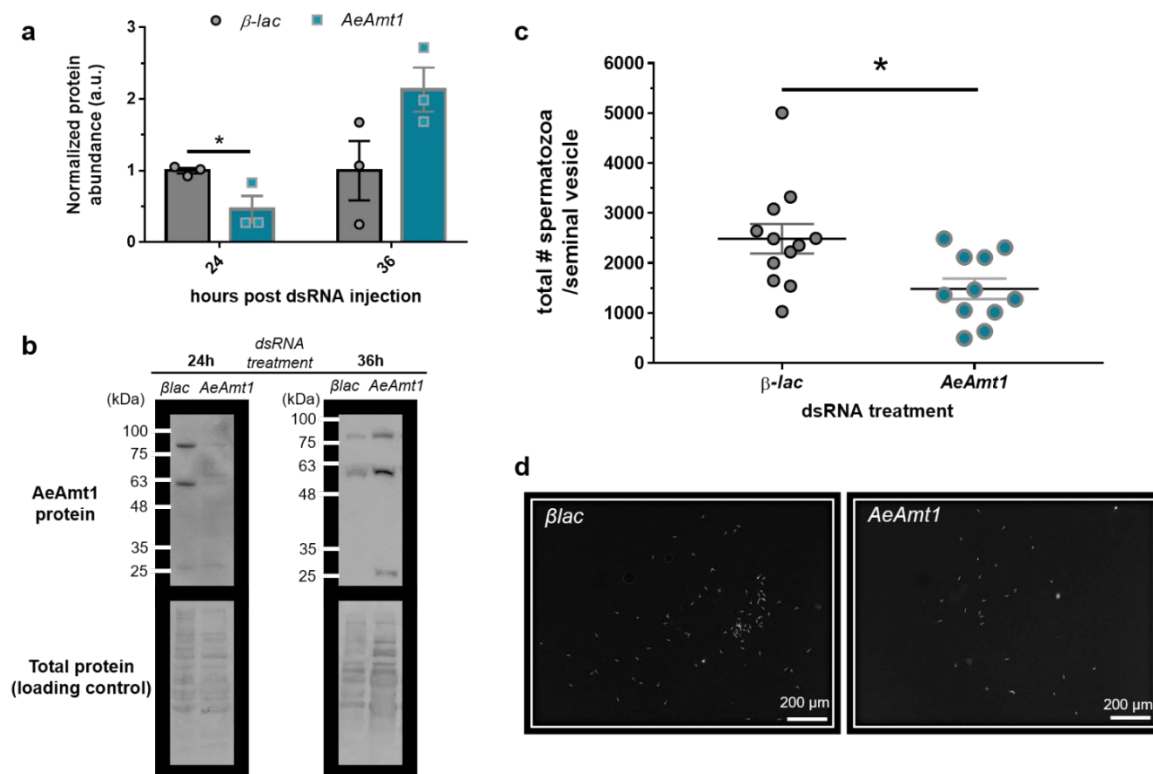 a
β-lac AeAmt1
Normalized protein
abundance (a.u.)
3
2
1
0
*
24
36
hours post dsRNA injection
b
24h dsRNA treatment 36h
βlac AeAmt1 βlac AeAmt1
(kDa)
100
75
63
48
35
25
(kDa)
100
75
63
48
35
25
AeAmt1
protein
Total protein
(loading control)
c
*
total # spermatozoa
/seminal vesicle
6000
5000
4000
3000
2000
1000
0
β-lac AeAmt1
dsRNA treatment
d
βlac
200 µm
AeAmt1
200 µm